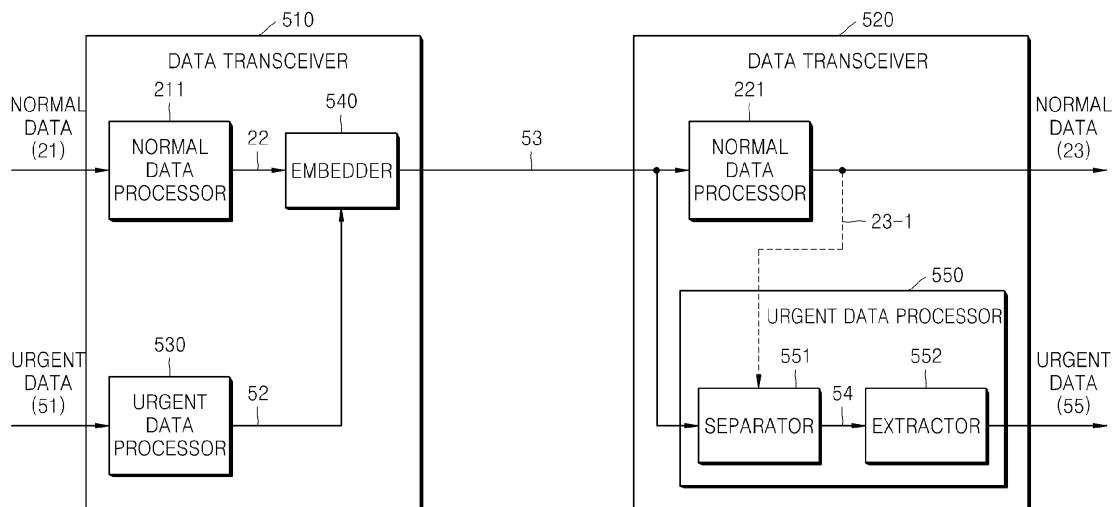 510
DATA TRANSCEIVER
NORMAL
DATA
(21)
211
NORMAL
DATA
PROCESSOR
22
540
EMBEDDER
53
URGENT
DATA
(51)
530
URGENT
DATA
PROCESSOR
52
520
DATA TRANSCEIVER
221
NORMAL
DATA
PROCESSOR
NORMAL
DATA
(23)
23-1
550
URGENT DATA PROCESSOR
551
SEPARATOR
54
552
EXTRACTOR
URGENT
DATA
(55)